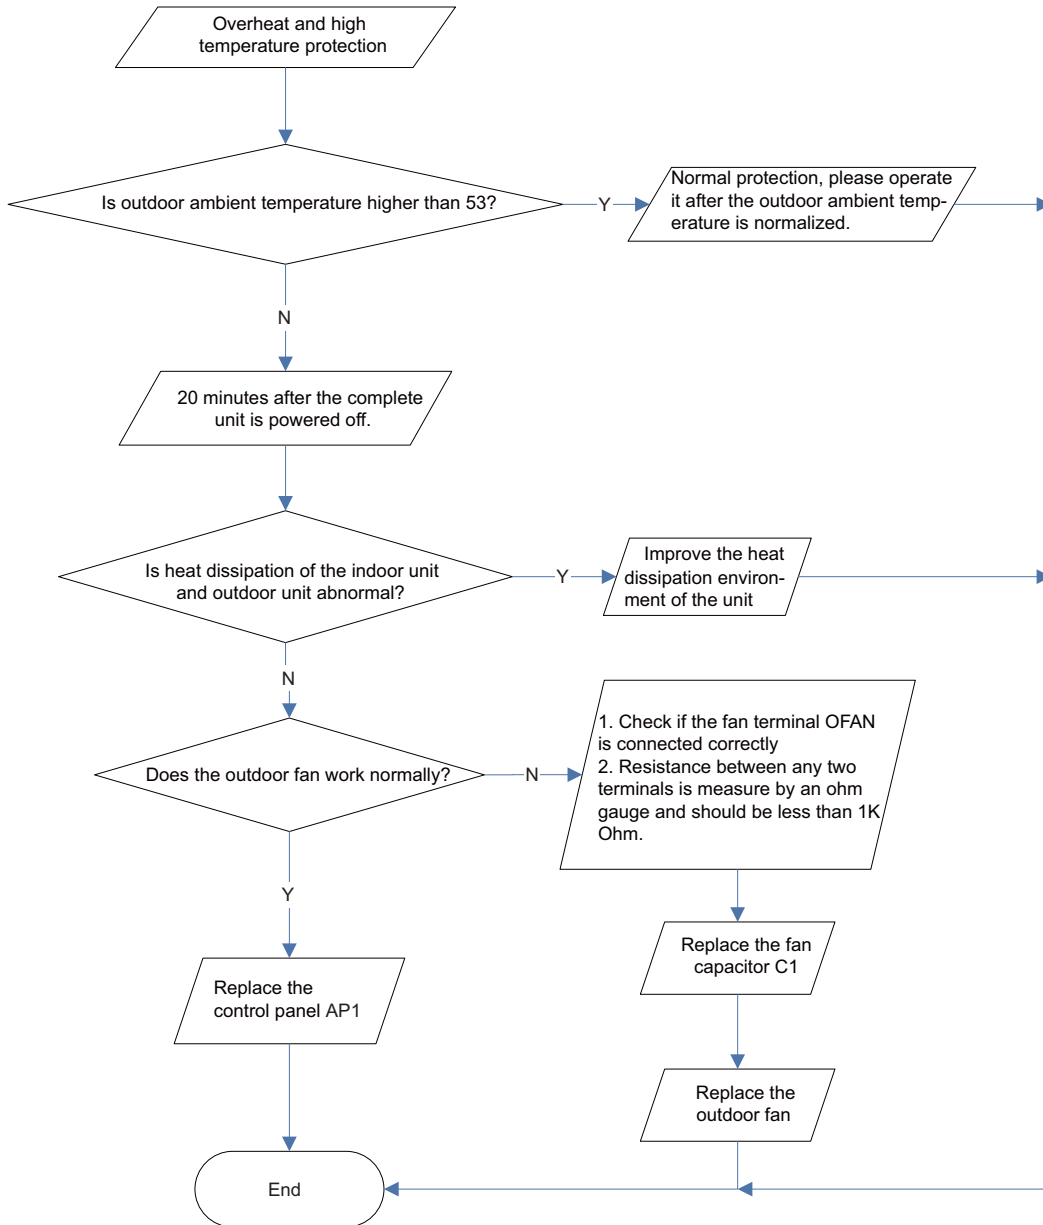 Overheat and high
temperature protection
Is outdoor ambient temperature higher than 53?
Y
Normal protection, please operate
it after the outdoor ambient temp-
erature is normalized.
N
20 minutes after the complete
unit is powered off.
Is heat dissipation of the indoor unit
and outdoor unit abnormal?
Y
Improve the heat
dissipation environ-
ment of the unit
N
Does the outdoor fan work normally?
N
1. Check if the fan terminal OFAN
is connected correctly
2. Resistance between any two
terminals is measure by an ohm
gauge and should be less than 1K
Ohm.
Y
Replace the fan
capacitor C1
Replace the
control panel AP1
Replace the
outdoor fan
End